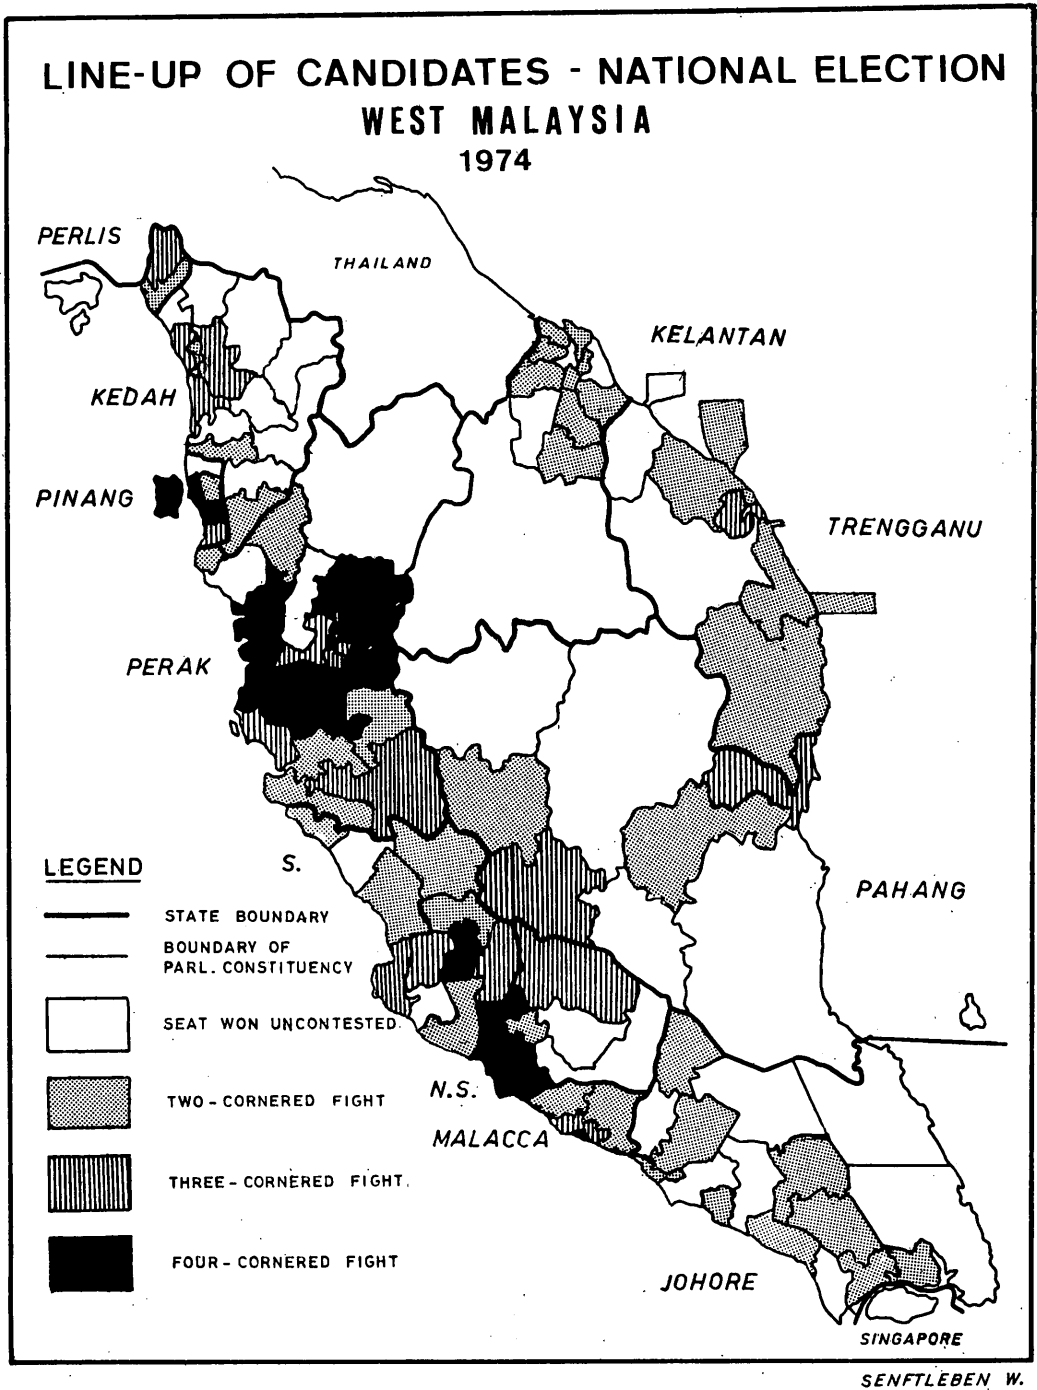 LINE-UP OF CANDIDATES - NATIONAL ELECTION
WEST MALAYSIA
1974
PERLIS
THAILAND
KELANTAN
KEDAH
PINANG
TRENGGANU
PERAK
S.
PAHANG
N.S.
MALACCA
JOHORE
SINGAPORE
LEGEND
STATE BOUNDARY
BOUNDARY OF
PARL. CONSTITUENCY
SEAT WON UNCONTESTED
TWO-CORNERED FIGHT
THREE-CORNERED FIGHT
FOUR-CORNERED FIGHT
SENFTLEBEN W.